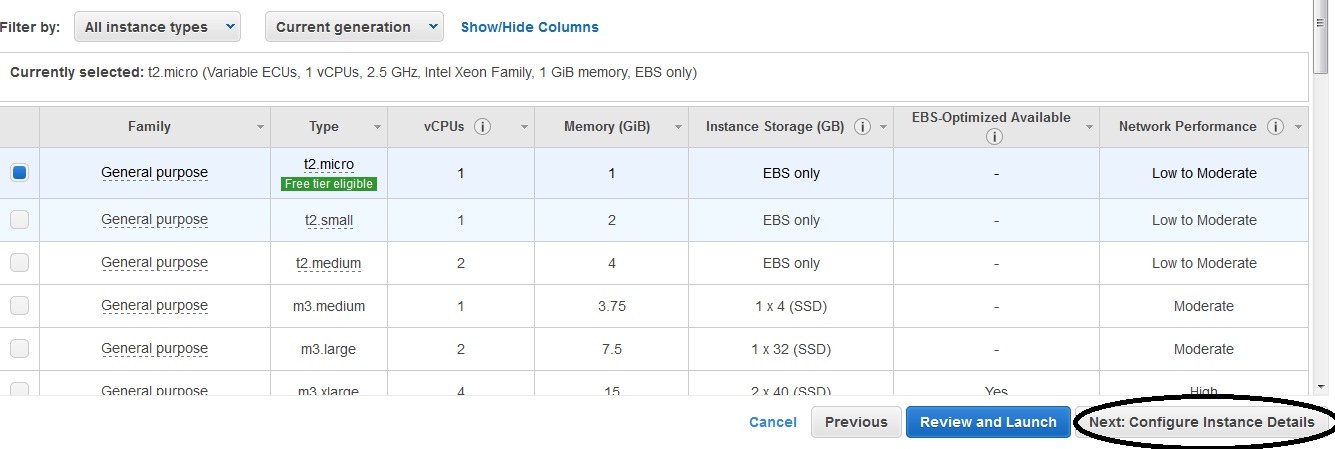 Filter by: All instance types Current generation Show/Hide Columns
Currently selected: t2.micro (Variable ECUs, 1 vCPUs, 2.5 GHz, Intel Xeon Family, 1 GiB memory, EBS only)
Family Type vCPUs i Memory (GiB) Instance Storage (GB) i EBS-Optimized Available i Network Performance i
General purpose t2.micro Free tier eligible 1 1 EBS only - Low to Moderate
General purpose t2.small 1 2 EBS only - Low to Moderate
General purpose t2.medium 2 4 EBS only - Low to Moderate
General purpose m3.medium 1 3.75 1 x 4 (SSD) - Moderate
General purpose m3.large 2 7.5 1 x 32 (SSD) - Moderate
General purpose m3.xlarge 4 15 2 x 40 (SSD) Yes High
Cancel Previous Review and Launch Next: Configure Instance Details